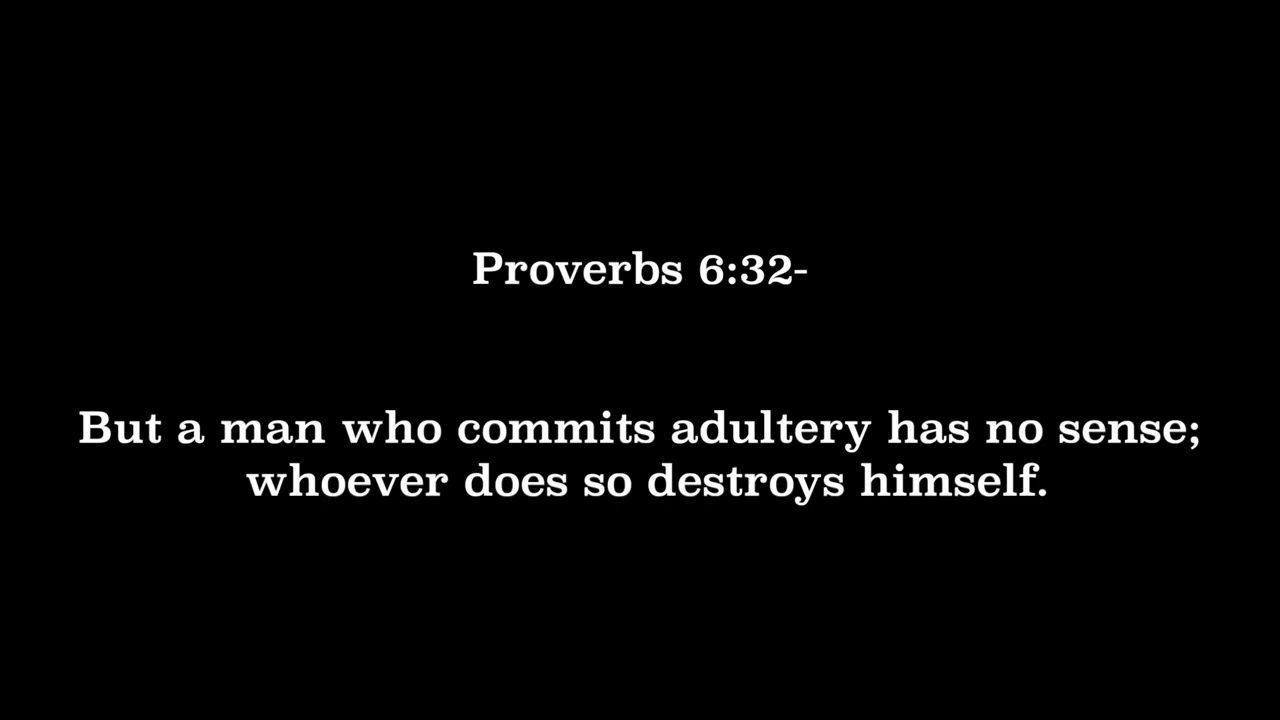 Proverbs 6:32-
But a man who commits adultery has no sense;
whoever does so destroys himself.